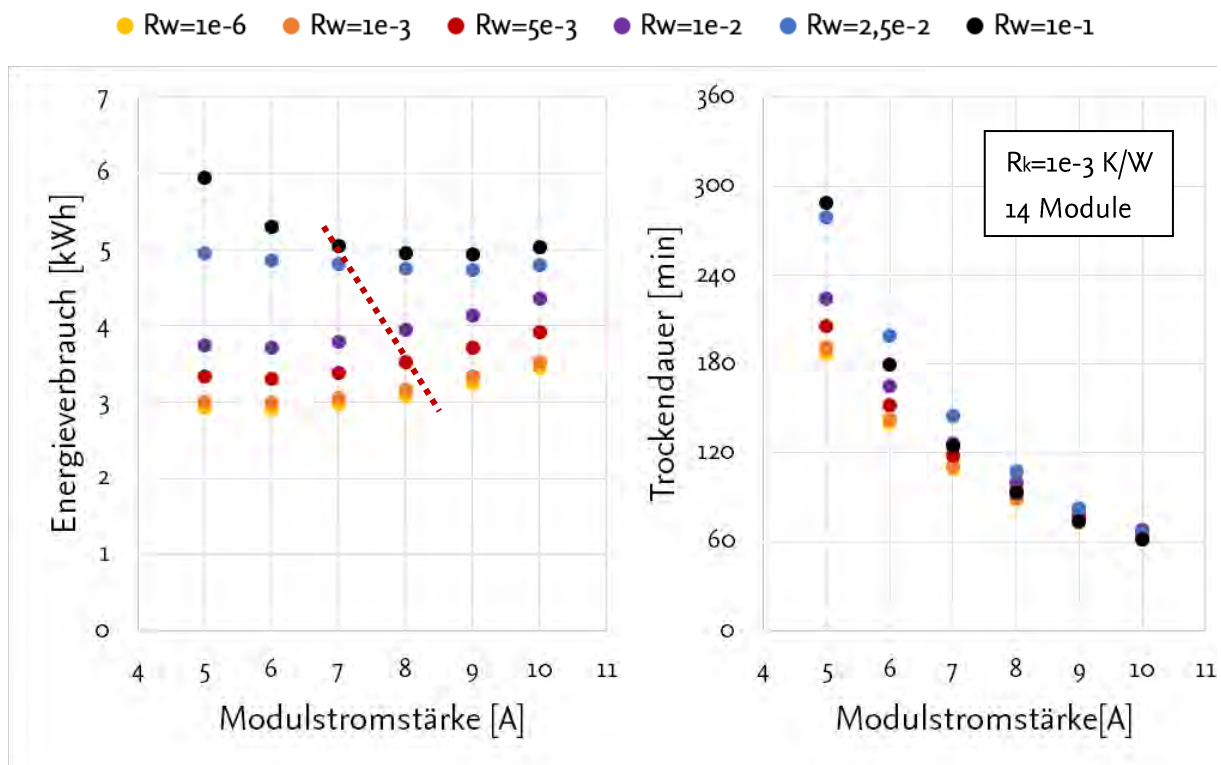 Rw=1e-6 Rw=1e-3 Rw=5e-3 Rw=1e-2 Rw=2,5e-2 Rw=1e-1
Energieverbrauch [kWh]
7
6
5
4
3
2
1
0
4 5 6 7 8 9 10 11
Modulstromstärke [A]
Trockendauer [min]
360
300
240
180
120
60
0
4 5 6 7 8 9 10 11
Modulstromstärke[A]
Rk=1e-3 K/W
14 Module